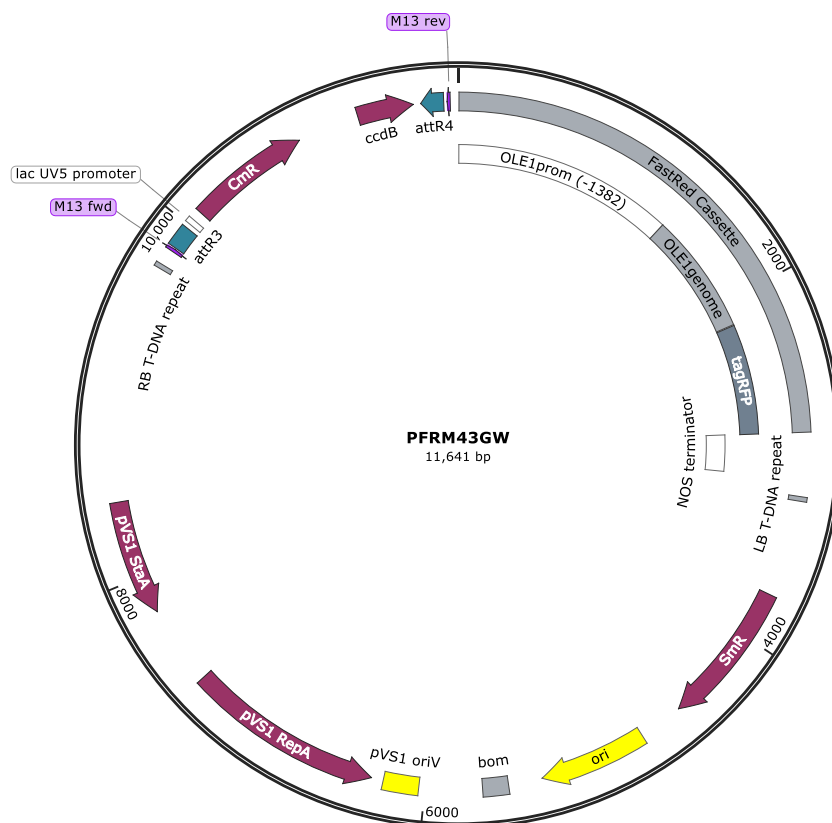 M13 rev
ccdB
attR4
OLE1prom (-1382)
FastRed Cassette
CmR
lac UV5 promoter
M13 fwd
10,000
attR3
2000
OLE1genome
RB T-DNA repeat
tagRFP
PFRM43GW
11,641 bp
NOS terminator
LB T-DNA repeat
pVS1 StaA
8000
SmR
4000
pVS1 RepA
pVS1 oriV
bom
ori
6000